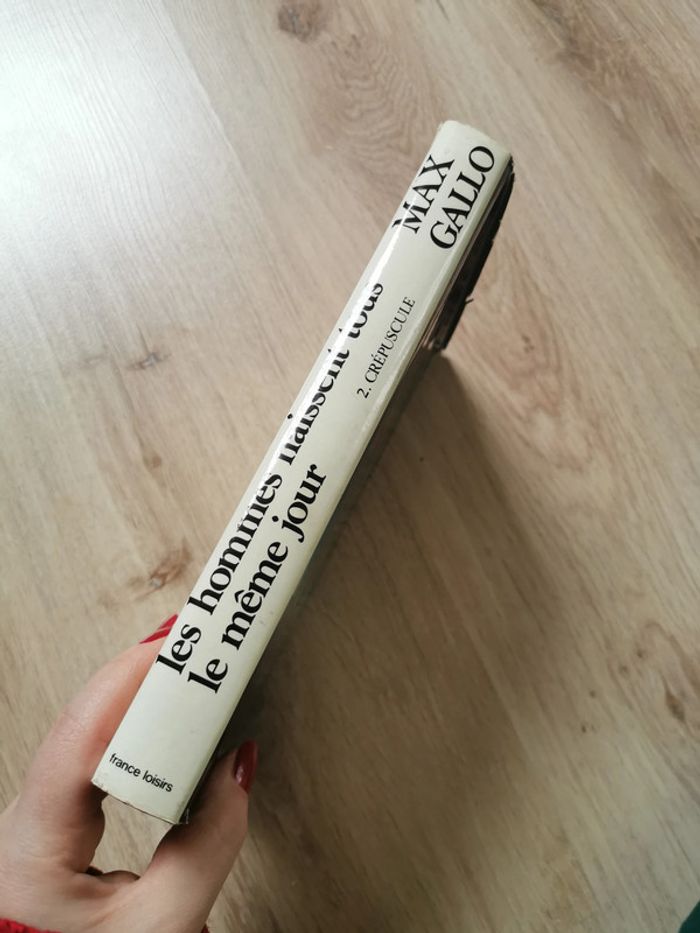 MAX
GALLO
les hommes naissent tous
le même jour
2. CRÉPUSCULE
france loisirs